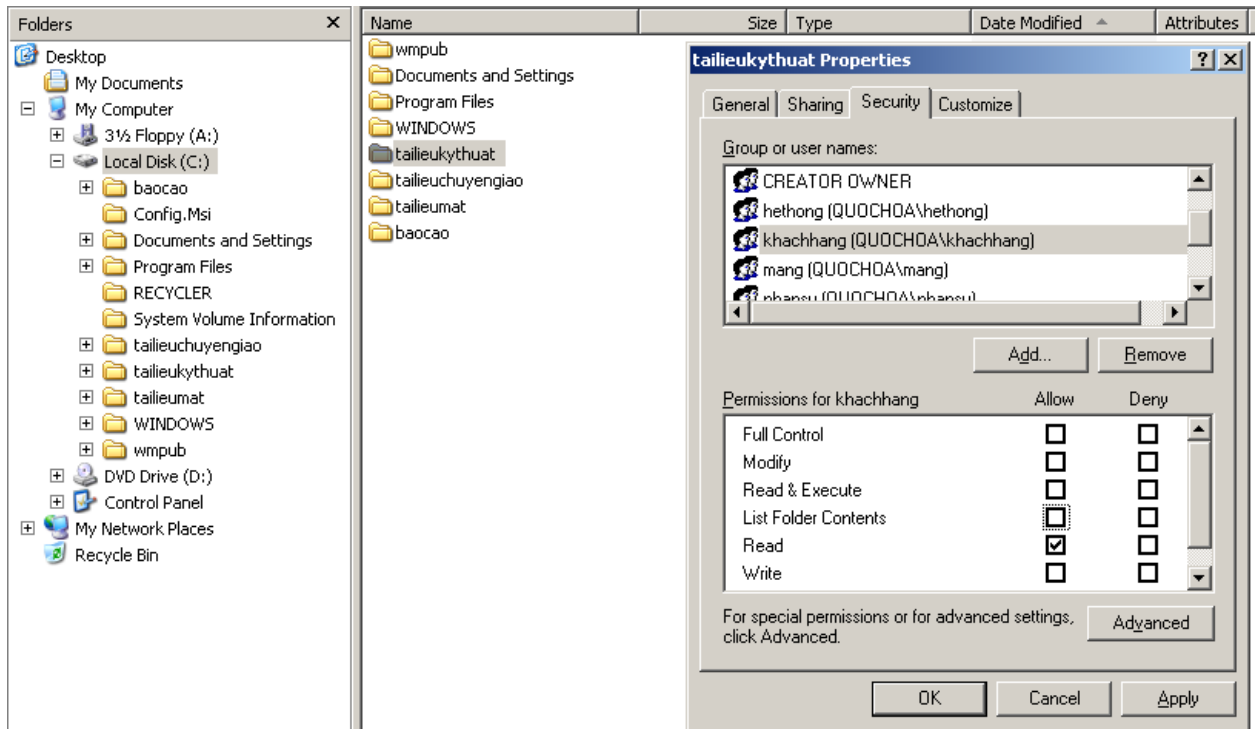 Folders
Desktop
My Documents
My Computer
3½ Floppy (A:)
Local Disk (C:)
baocao
Config.Msi
Documents and Settings
Program Files
RECYCLER
System Volume Information
tailieuchuyengiao
tailieukythuat
tailieumat
WINDOWS
wmpub
DVD Drive (D:)
Control Panel
My Network Places
Recycle Bin
Name Size Type Date Modified Attributes
wmpub
Documents and Settings
Program Files
WINDOWS
tailieukythuat
tailieuchuyengiao
tailieumat
baocao
tailieukythuat Properties
General Sharing Security Customize
Group or user names:
CREATOR OWNER
hethong (QUOCHOA\hethong)
khachhang (QUOCHOA\khachhang)
mang (QUOCHOA\mang)
nhansu (QUOCHOA\nhansu)
Add... Remove
Permissions for khachhang Allow Deny
Full Control
Modify
Read & Execute
List Folder Contents
Read
Write
For special permissions or for advanced settings,
click Advanced.
Advanced
OK Cancel Apply